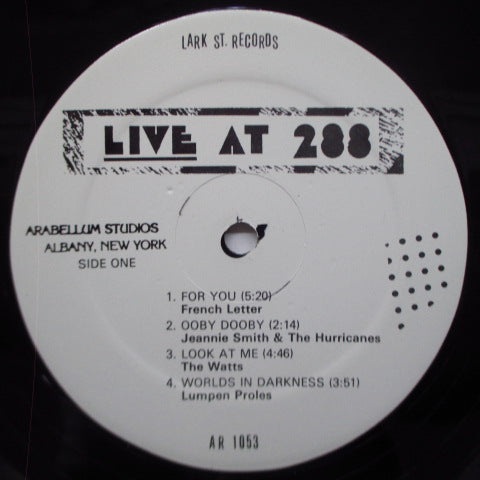 LARK ST. RECORDS
LIVE AT 288
ARABELLUM STUDIOS
ALBANY, NEW YORK
SIDE ONE
1. FOR YOU (5:20)
French Letter
2. OOBY DOOBY (2:14)
Jeannie Smith & The Hurricanes
3. LOOK AT ME (4:46)
The Watts
4. WORLDS IN DARKNESS (3:51)
Lumpen Proles
AR 1053